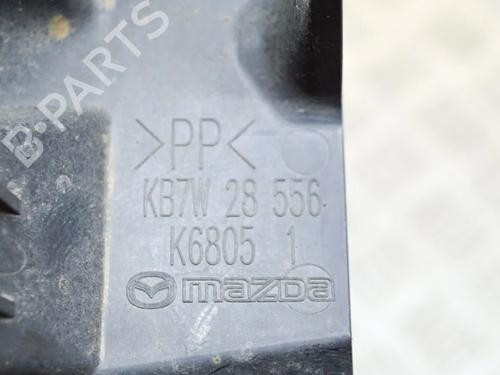 B-PARTS
>PP<
KB7W 28 556
K6805 1
mazda